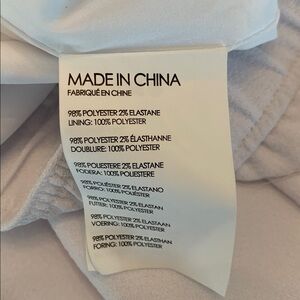 MADE IN CHINA
FABRIQUÉ EN CHINE
98% POLYESTER 2% ELASTANE
LINING: 100% POLYESTER
98% POLYESTER 2% ÉLASTHANNE
DOUBLURE: 100% POLYESTER
98% POLIESTERE 2% ELASTANE
FODERA: 100% POLIESTERE
98% POLIÉSTER 2% ELASTANO
FORRO: 100% POLIÉSTER
98% POLYESTER 2% ELASTAN
FUTTER: 100% POLYESTER
98% POLYESTER 2% ELASTAAN
VOERING: 100% POLYESTER
98% POLYESTER 2% ELASTHAN
FORING: 100% POLYESTER